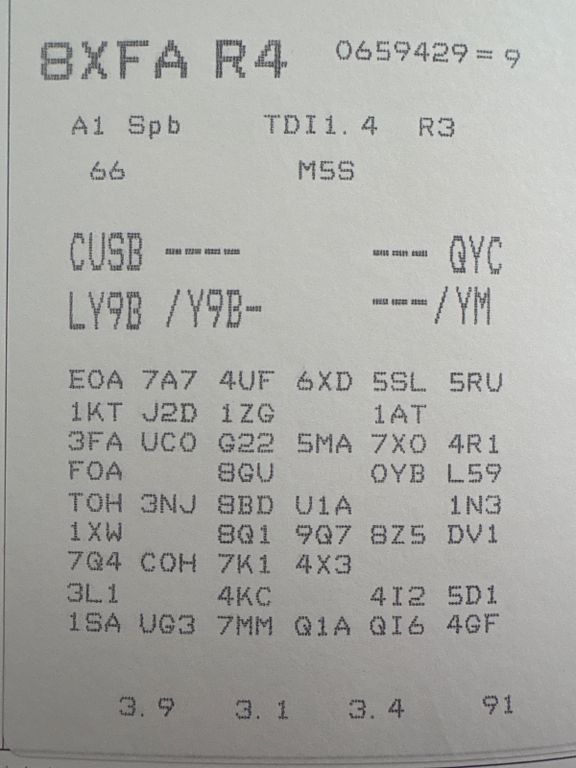 8XFA R4 0659429= 9
A1 Spb TDI1.4 R3
66 M5S
CUSB ---- --- QYC
LY9B /Y9B- ---/YM
EOA 7A7 4UF 6XD 5SL 5RU
1KT J2D 1ZG 1AT
3FA UCO G22 5MA 7X0 4R1
FOA 8GU 0YB L59
TOH 3NJ 8BD U1A 1N3
1XW 8Q1 9Q7 8Z5 DV1
7Q4 COH 7K1 4X3
3L1 4KC 4I2 5D1
1SA UG3 7MM Q1A QI6 4GF
3.9 3.1 3.4 91